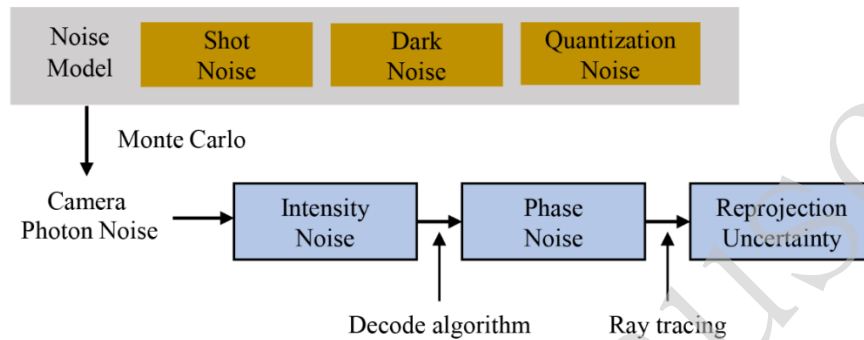 Noise
Model
Shot
Noise
Dark
Noise
Quantization
Noise
Monte Carlo
Camera
Photon Noise
Intensity
Noise
Phase
Noise
Reprojection
Uncertainty
Decode algorithm
Ray tracing